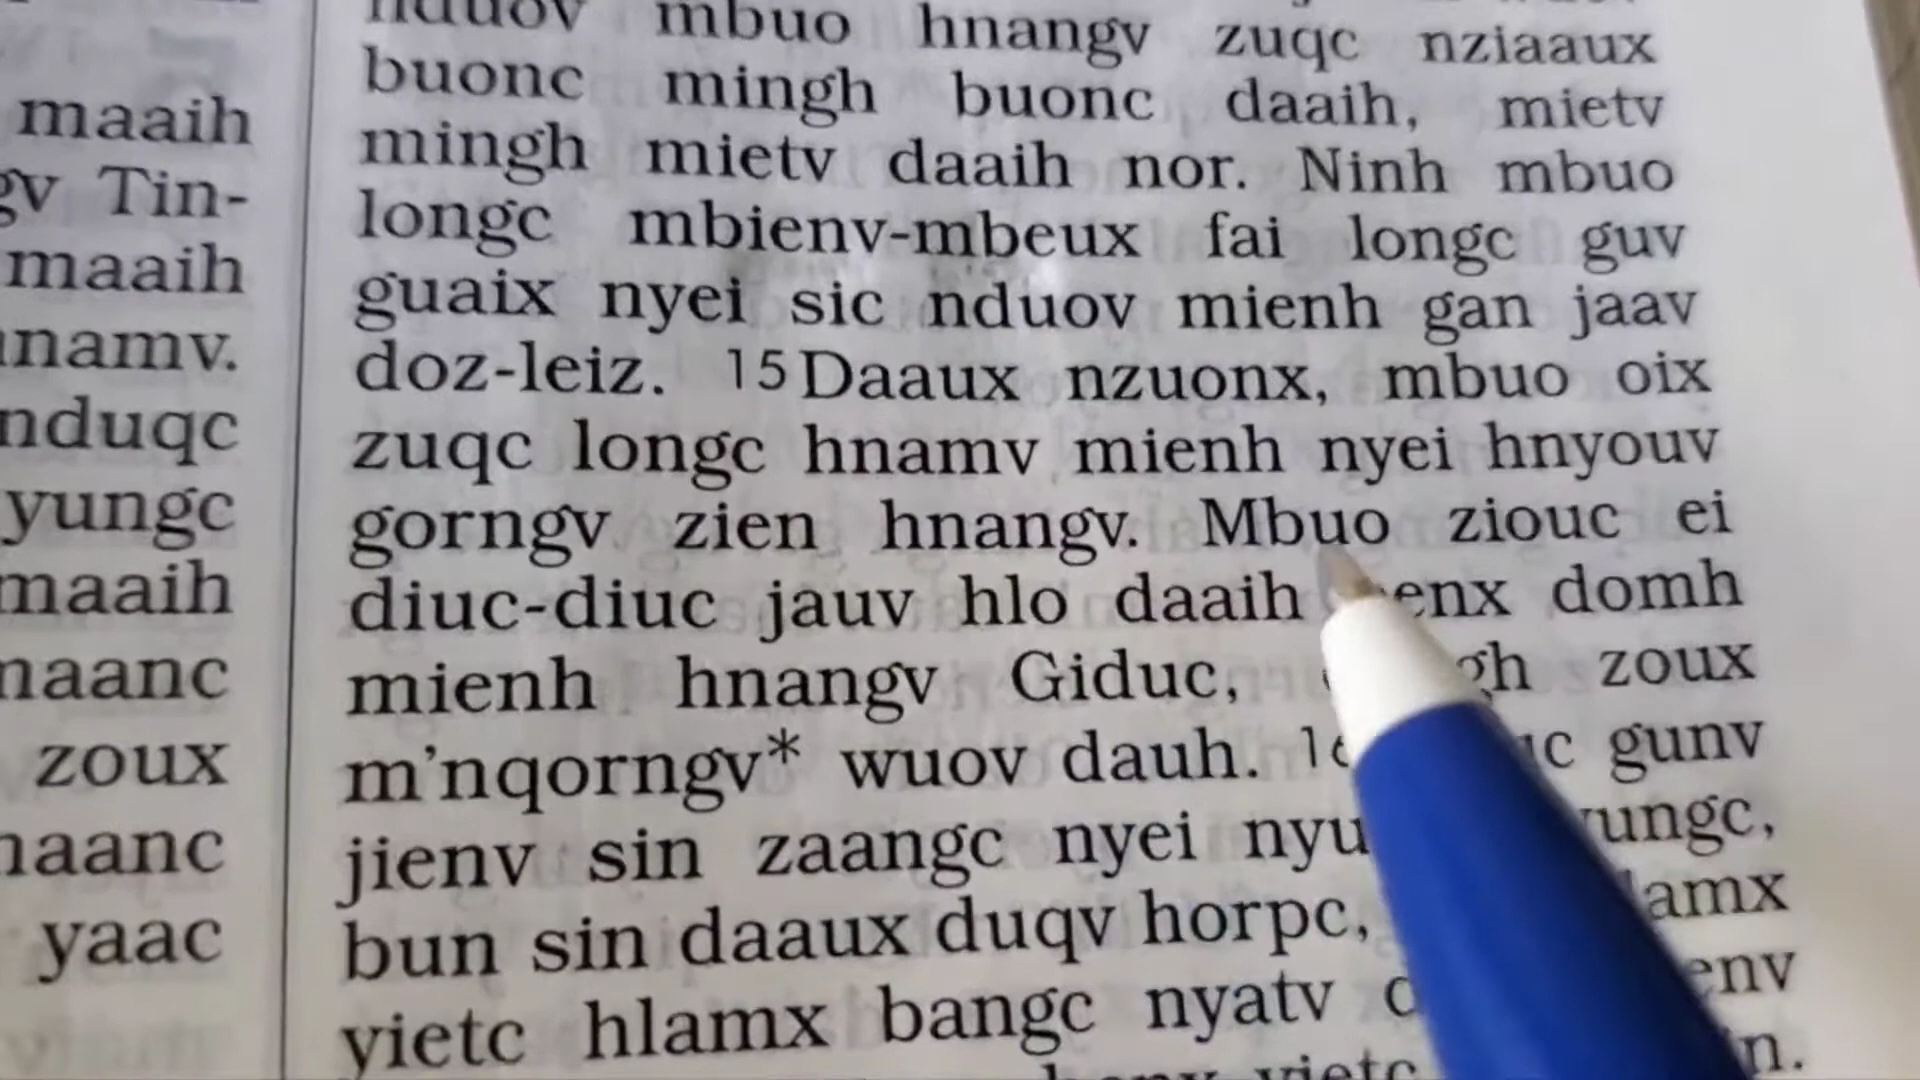 maaih
Tin-
maaih
nduqc
yungc
maaih
zoux
yaac
mbuo hnangv zuqc nziaaux
buonc mingh buonc daaih, mietv
mingh mietv daaih nor. Ninh mbuo
longc mbienv-mbeux fai longc guv
guaix nyei sic nduov mienh gan jaav
doz-leiz. 15 Daaux nzuonx, mbuo oix
zuqc longc hnamv mienh nyei hnyouv
gorngv zien hnangv. Mbuo ziouc ei
diuc-diuc jauv hlo daaih domh
mienh hnangv Giduc, zoux
m'nqorngv* wuov dauh. gunv
jienv sin zaangc nyei
bun sin daaux duqv horpc,
yietc hlamx bangc nyatv